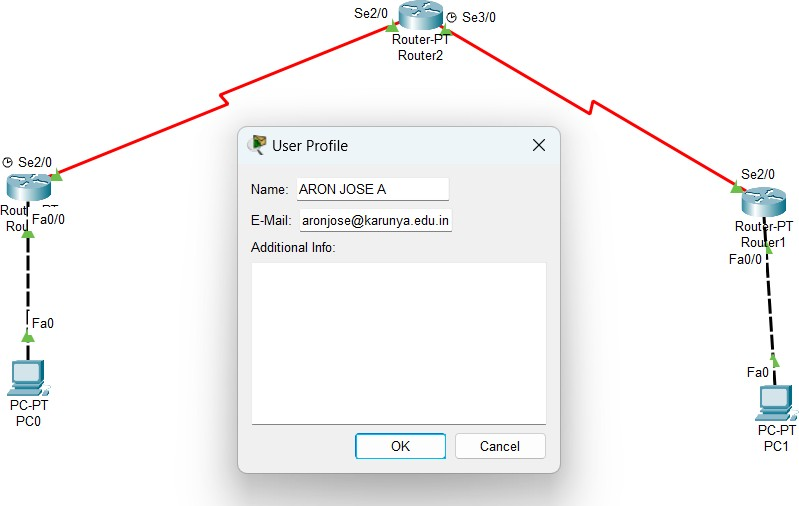 Se2/0
Se3/0
Router-PT
Router2
User Profile
Se2/0
Se2/0
Name: ARON JOSE A
E-Mail: aronjose@karunya.edu.in
Additional Info:
Rout PT
Rou
Fa0/0
Router-PT
Router1
Fa0/0
Fa0
Fa0
PC-PT
PC0
PC-PT
PC1
OK
Cancel